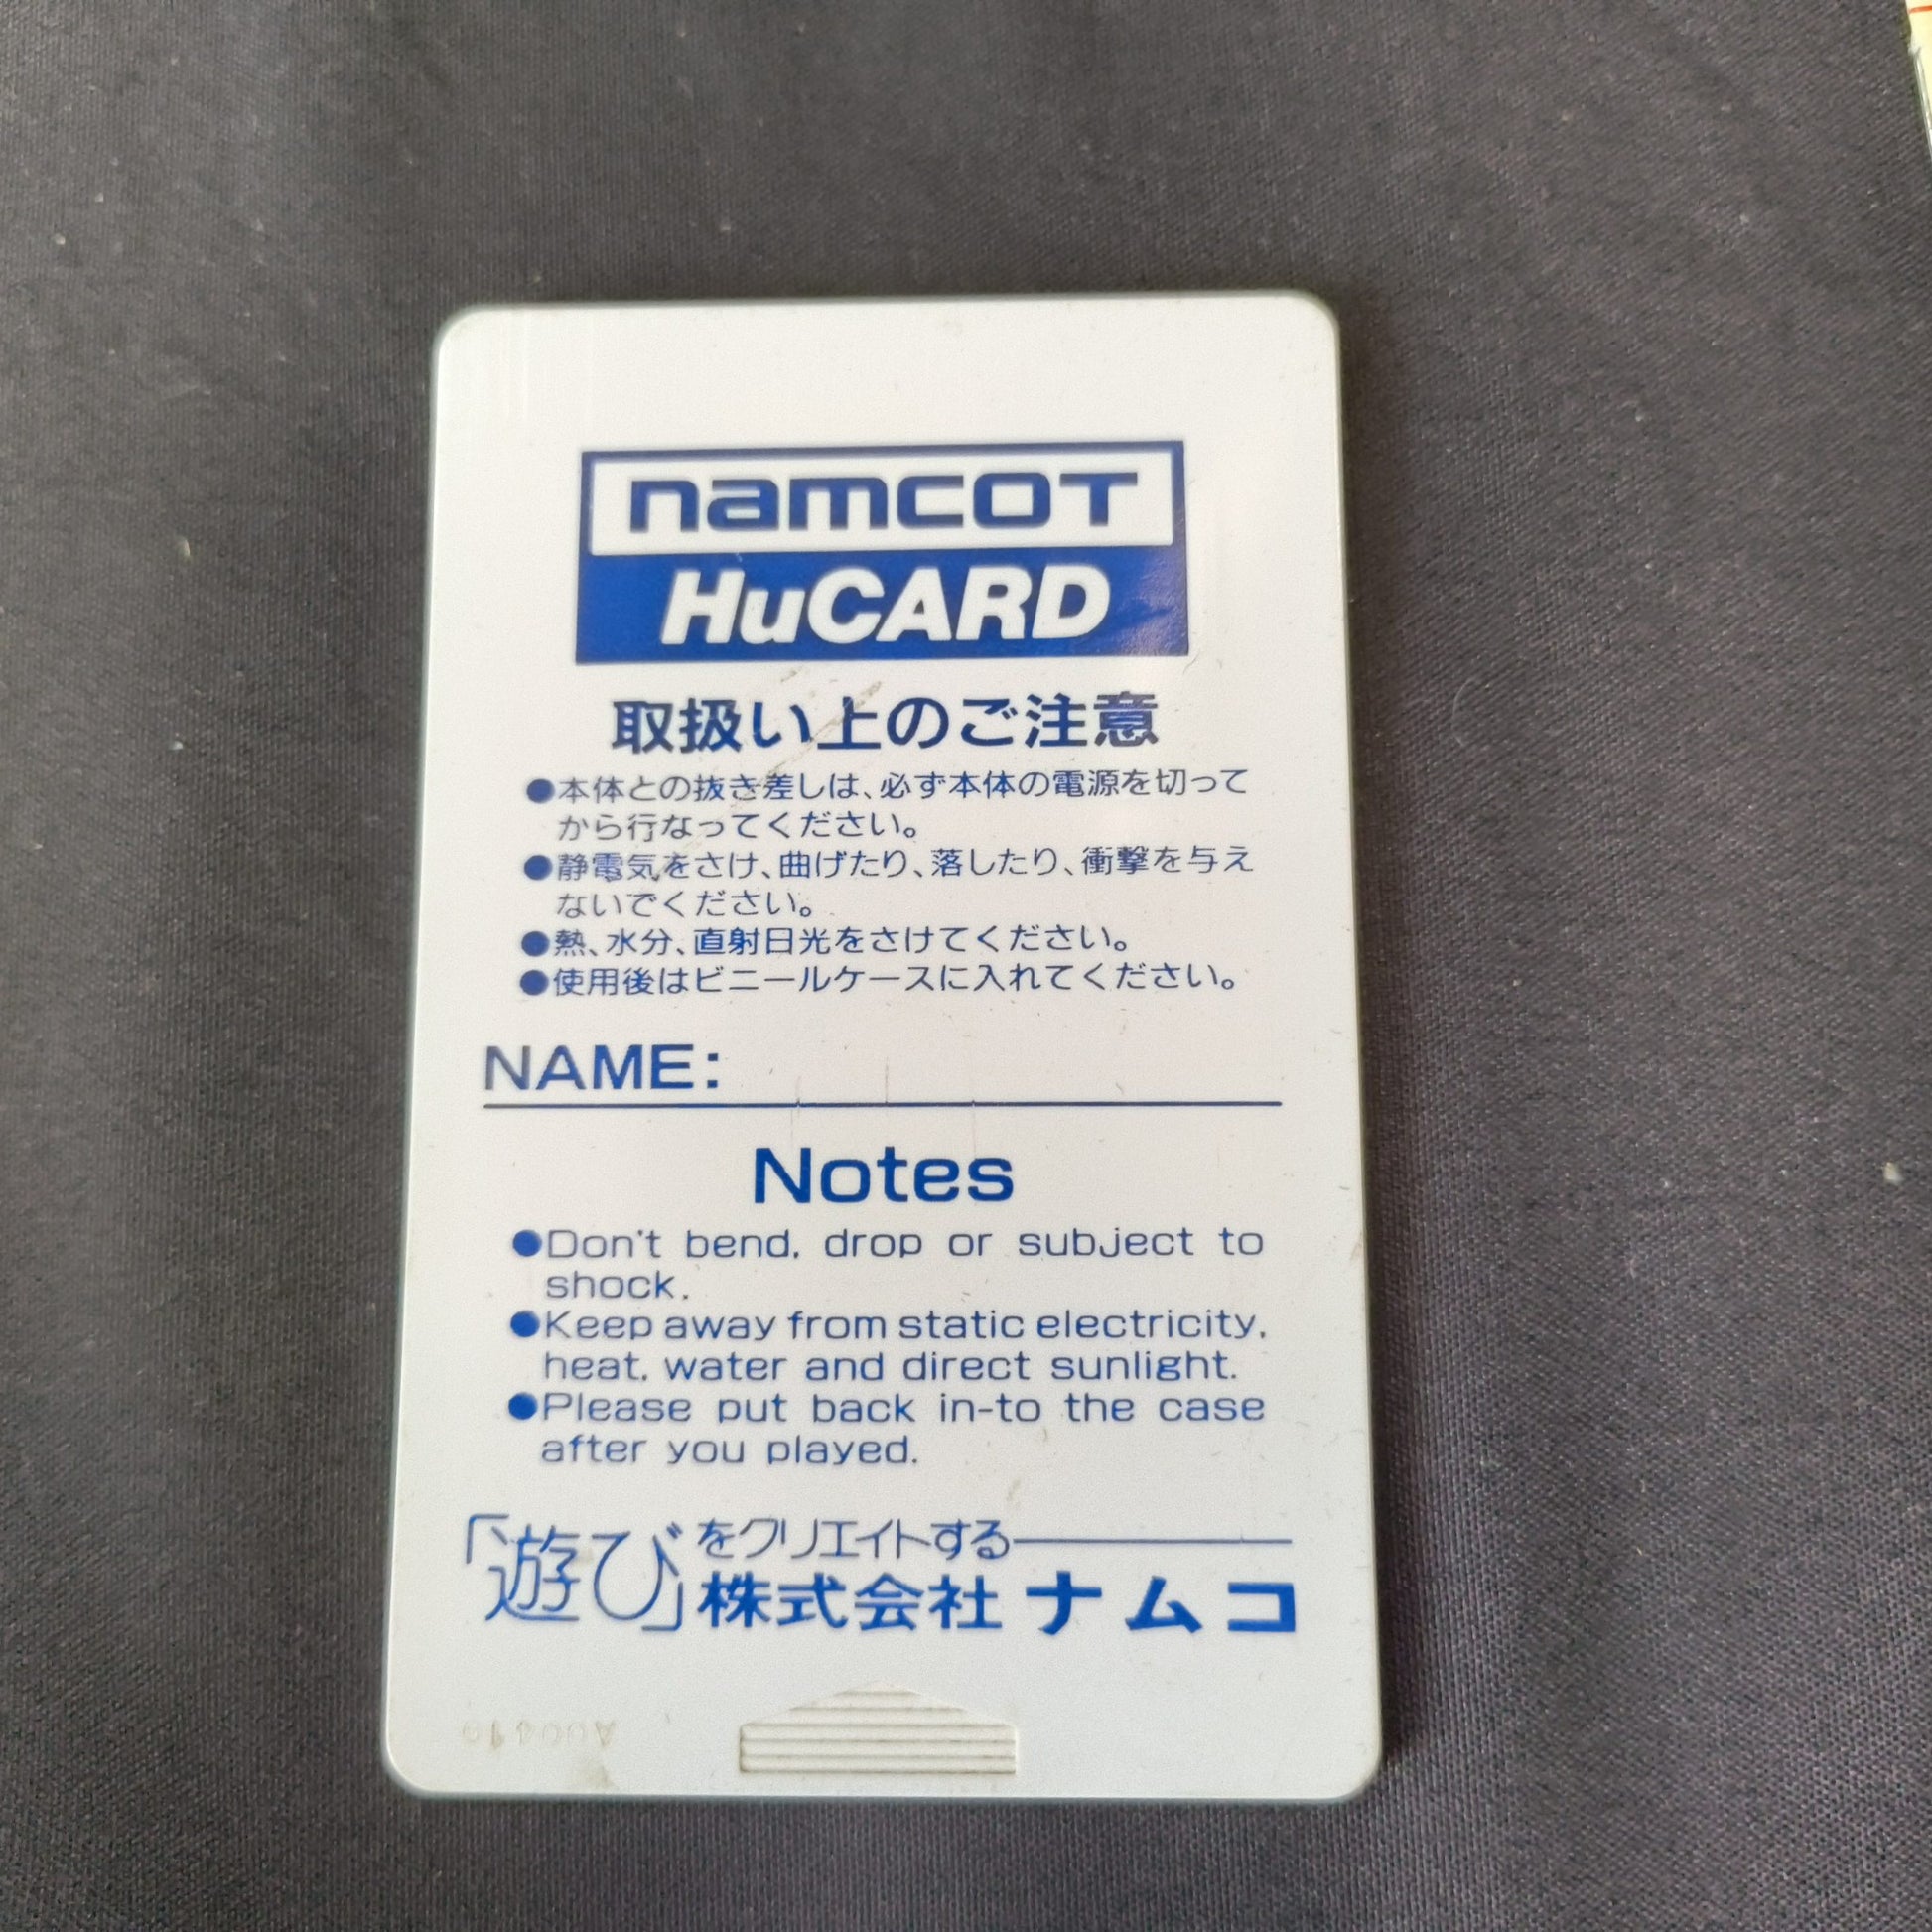 namcoT
HuCARD
取扱い上のご注意
●本体との抜き差しは、必ず本体の電源を切って
から行なってください。
●静電気をさけ、曲げたり、落したり、衝撃を与え
ないでください。
●熱、水分、直射日光をさけてください。
●使用後はビニールケースに入れてください。
NAME:
Notes
●Don't bend, drop or subject to
shock.
●Keep away from static electricity,
heat, water and direct sunlight.
●Please put back in-to the case
after you played.
「遊び」をクリエイトする
株式会社 ナムコ